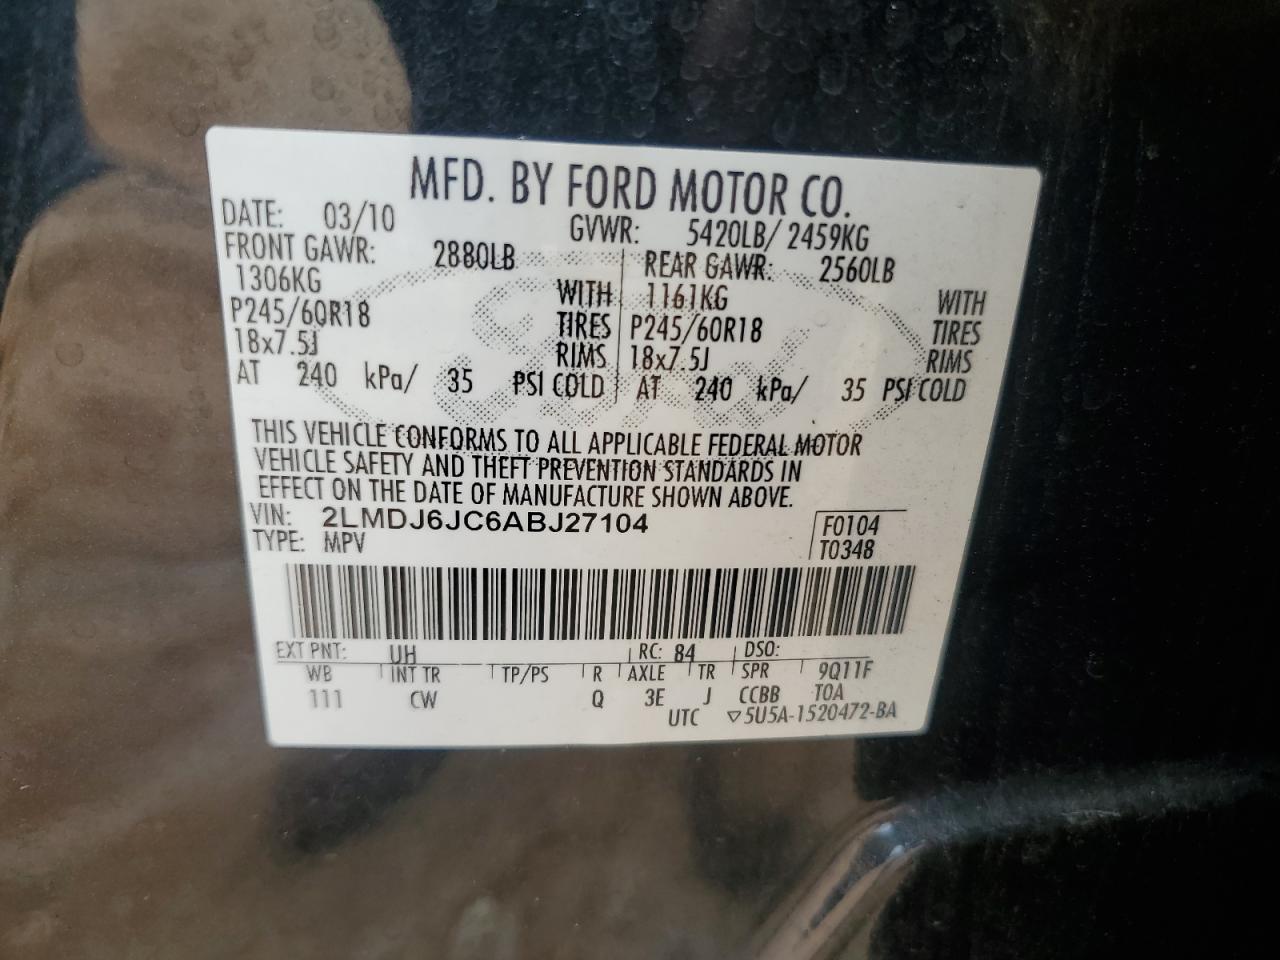 MFD. BY FORD MOTOR CO.
DATE: 03/10 GVWR: 5420LB/ 2459KG
FRONT GAWR: 2880LB REAR GAWR: 2560LB
1306KG WITH 1161KG WITH
P245/60R18 TIRES P245/60R18 TIRES
18x7.5J RIMS 18x7.5J RIMS
AT 240 kPa/ 35 PSI COLD AT 240 kPa/ 35 PSI COLD
THIS VEHICLE CONFORMS TO ALL APPLICABLE FEDERAL MOTOR
VEHICLE SAFETY AND THEFT PREVENTION STANDARDS IN
EFFECT ON THE DATE OF MANUFACTURE SHOWN ABOVE.
VIN: 2LMDJ6JC6ABJ27104 F0104
TYPE: MPV T0348
EXT PNT: UH RC: 84 DSO:
WB INT TR TP/PS R AXLE TR SPR 9Q11F
111 CW Q 3E J CCBB TOA
UTC ▽5U5A-1520472-BA
Ford